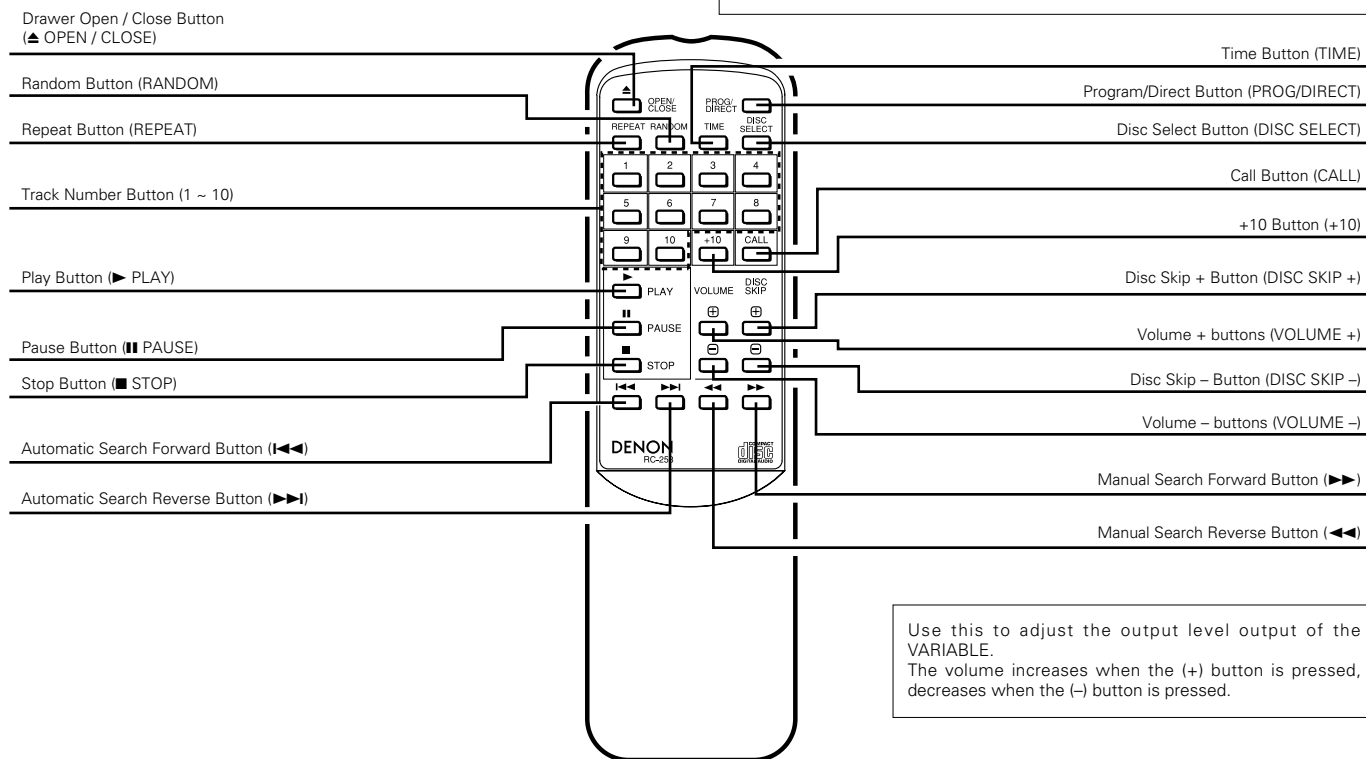 Drawer Open / Close Button
(⏏ OPEN / CLOSE)
Random Button (RANDOM)
Repeat Button (REPEAT)
Track Number Button (1 ~ 10)
Play Button (► PLAY)
Pause Button (❚❚ PAUSE)
Stop Button (■ STOP)
Automatic Search Forward Button (I◄◄)
Automatic Search Reverse Button (►►I)
⏏ OPEN/
CLOSE
PROG/
DIRECT
REPEAT RANDOM TIME DISC
SELECT
1 2 3 4
5 6 7 8
9 10 +10 CALL
► PLAY
VOLUME DISC
SKIP
❚❚ PAUSE + +
■ STOP − −
I◄◄ ►►I ◄◄ ►►
DENON
COMPACT
disc
DIGITAL AUDIO
Time Button (TIME)
Program/Direct Button (PROG/DIRECT)
Disc Select Button (DISC SELECT)
Call Button (CALL)
+10 Button (+10)
Disc Skip + Button (DISC SKIP +)
Volume + buttons (VOLUME +)
Disc Skip – Button (DISC SKIP –)
Volume – buttons (VOLUME –)
Manual Search Forward Button (►►)
Manual Search Reverse Button (◄◄)
Use this to adjust the output level output of the
VARIABLE.
The volume increases when the (+) button is pressed,
decreases when the (–) button is pressed.